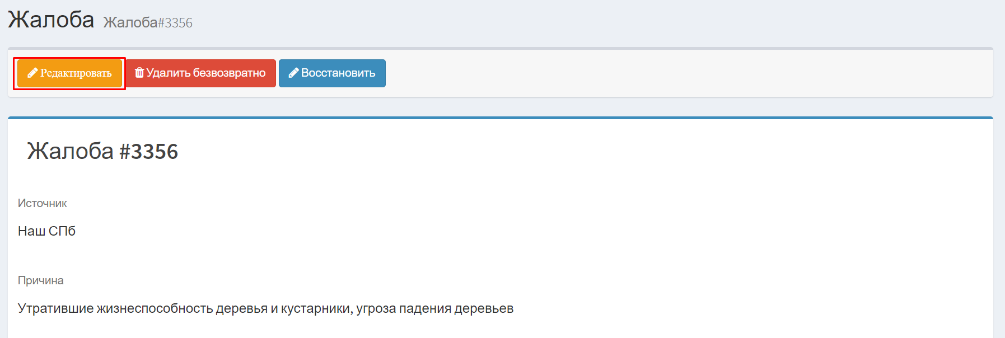 Жалоба Жалоба#3356
Редактировать Удалить безвозвратно Восстановить
Жалоба #3356
Источник
Наш СПб
Причина
Утратившие жизнеспособность деревья и кустарники, угроза падения деревьев